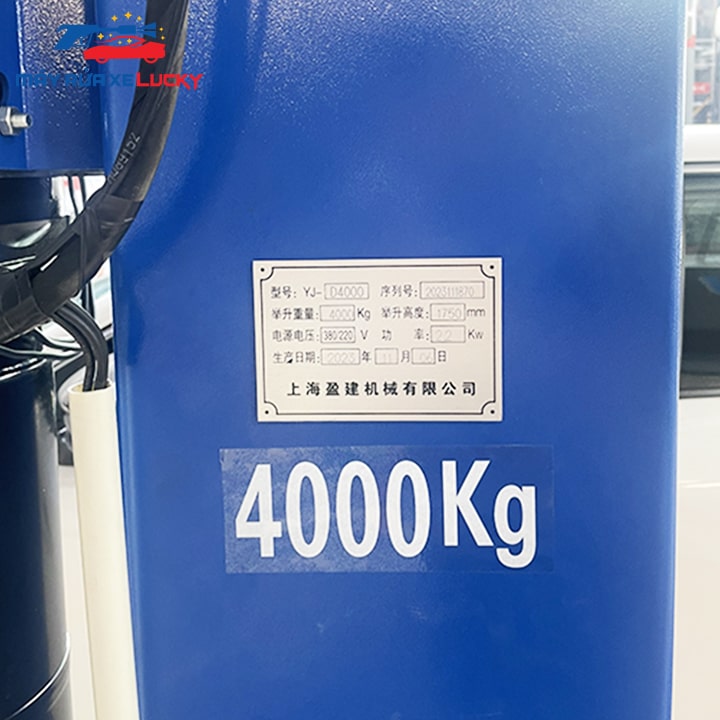 MAYRUAXELUCKY
型号: YJ- D4000 序列号: 2023111870
举升重量: 4000 Kg 举升高度: 1750 mm
电源电压: 380/220 V 功 率: 2.2 Kw
生产日期: 2023 年 11 月 06 日
上海盈建机械有限公司
4000Kg